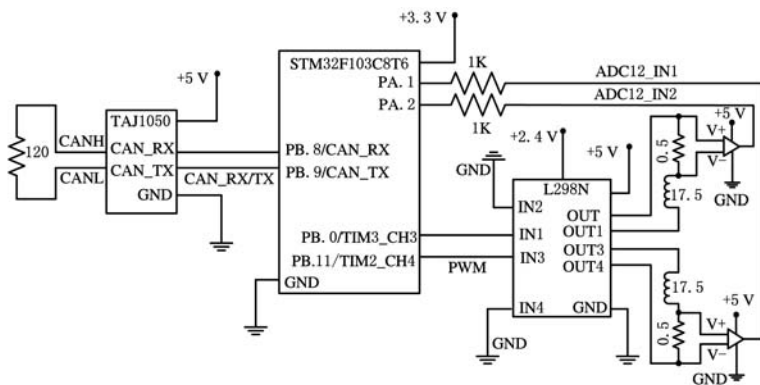 +3.3 V
STM32F103C8T6
PA.1
1K
ADC12_IN1
PA.2
1K
ADC12_IN2
+5 V
TAJ1050
120
CANH
CAN_RX
CANL
CAN_TX
CAN_RX/TX
GND
PB.8/CAN_RX
PB.9/CAN_TX
PB.0/TIM3_CH3
PB.11/TIM2_CH4
GND
PWM
+2.4 V
+5 V
GND
L298N
IN2
IN1
IN3
IN4
GND
OUT
OUT1
OUT3
OUT4
GND
+5 V
V+
0.5
V-
17.5
GND
17.5
+5 V
V+
0.5
V-
GND